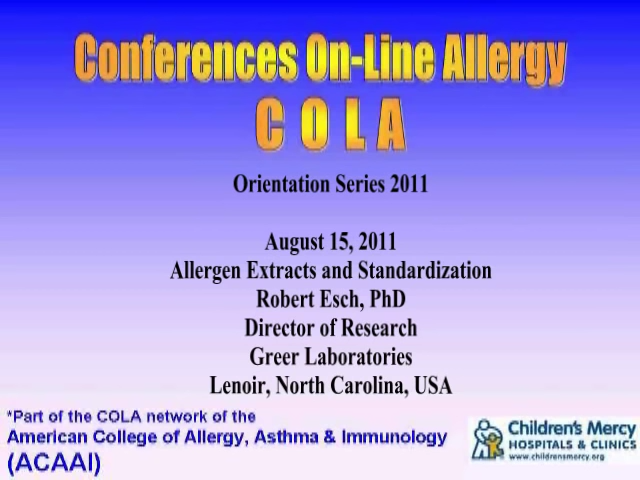 Conferences On-Line Allergy
C O L A
Orientation Series 2011
August 15, 2011
Allergen Extracts and Standardization
Robert Esch, PhD
Director of Research
Greer Laboratories
Lenoir, North Carolina, USA
*Part of the COLA network of the
American College of Allergy, Asthma & Immunology
(ACAAI)
Children's Mercy
HOSPITALS & CLINICS
www.childrensmercy.org